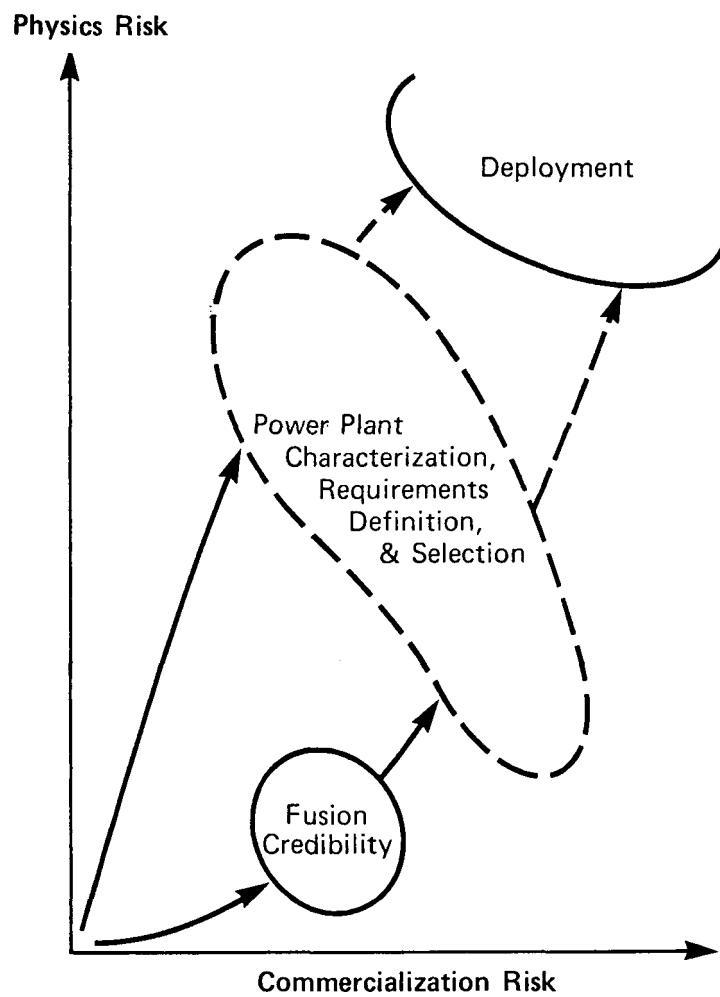 Physics Risk
Deployment
Power Plant
Characterization,
Requirements
Definition,
& Selection
Fusion
Credibility
Commercialization Risk